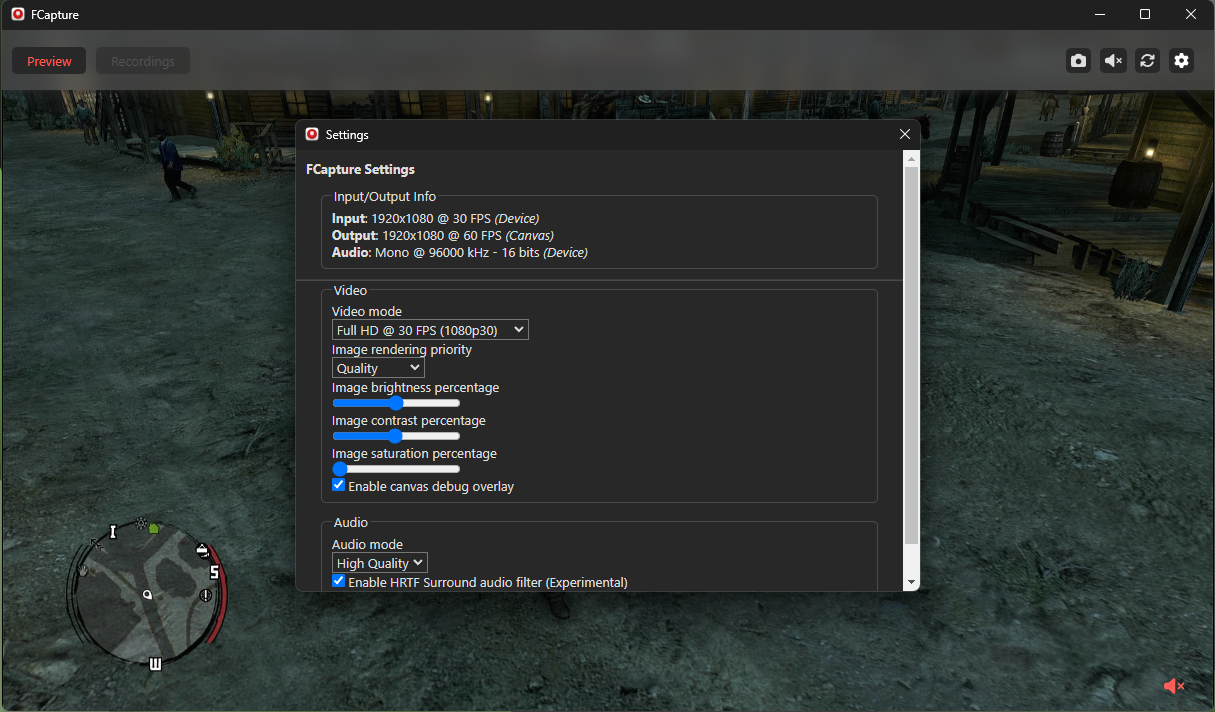 FCapture
Preview
Recordings
Settings
FCapture Settings
Input/Output Info
Input: 1920x1080 @ 30 FPS (Device)
Output: 1920x1080 @ 60 FPS (Canvas)
Audio: Mono @ 96000 kHz - 16 bits (Device)
Video
Video mode
Full HD @ 30 FPS (1080p30)
Image rendering priority
Quality
Image brightness percentage
Image contrast percentage
Image saturation percentage
Enable canvas debug overlay
Audio
Audio mode
High Quality
Enable HRTF Surround audio filter (Experimental)
I
S
W